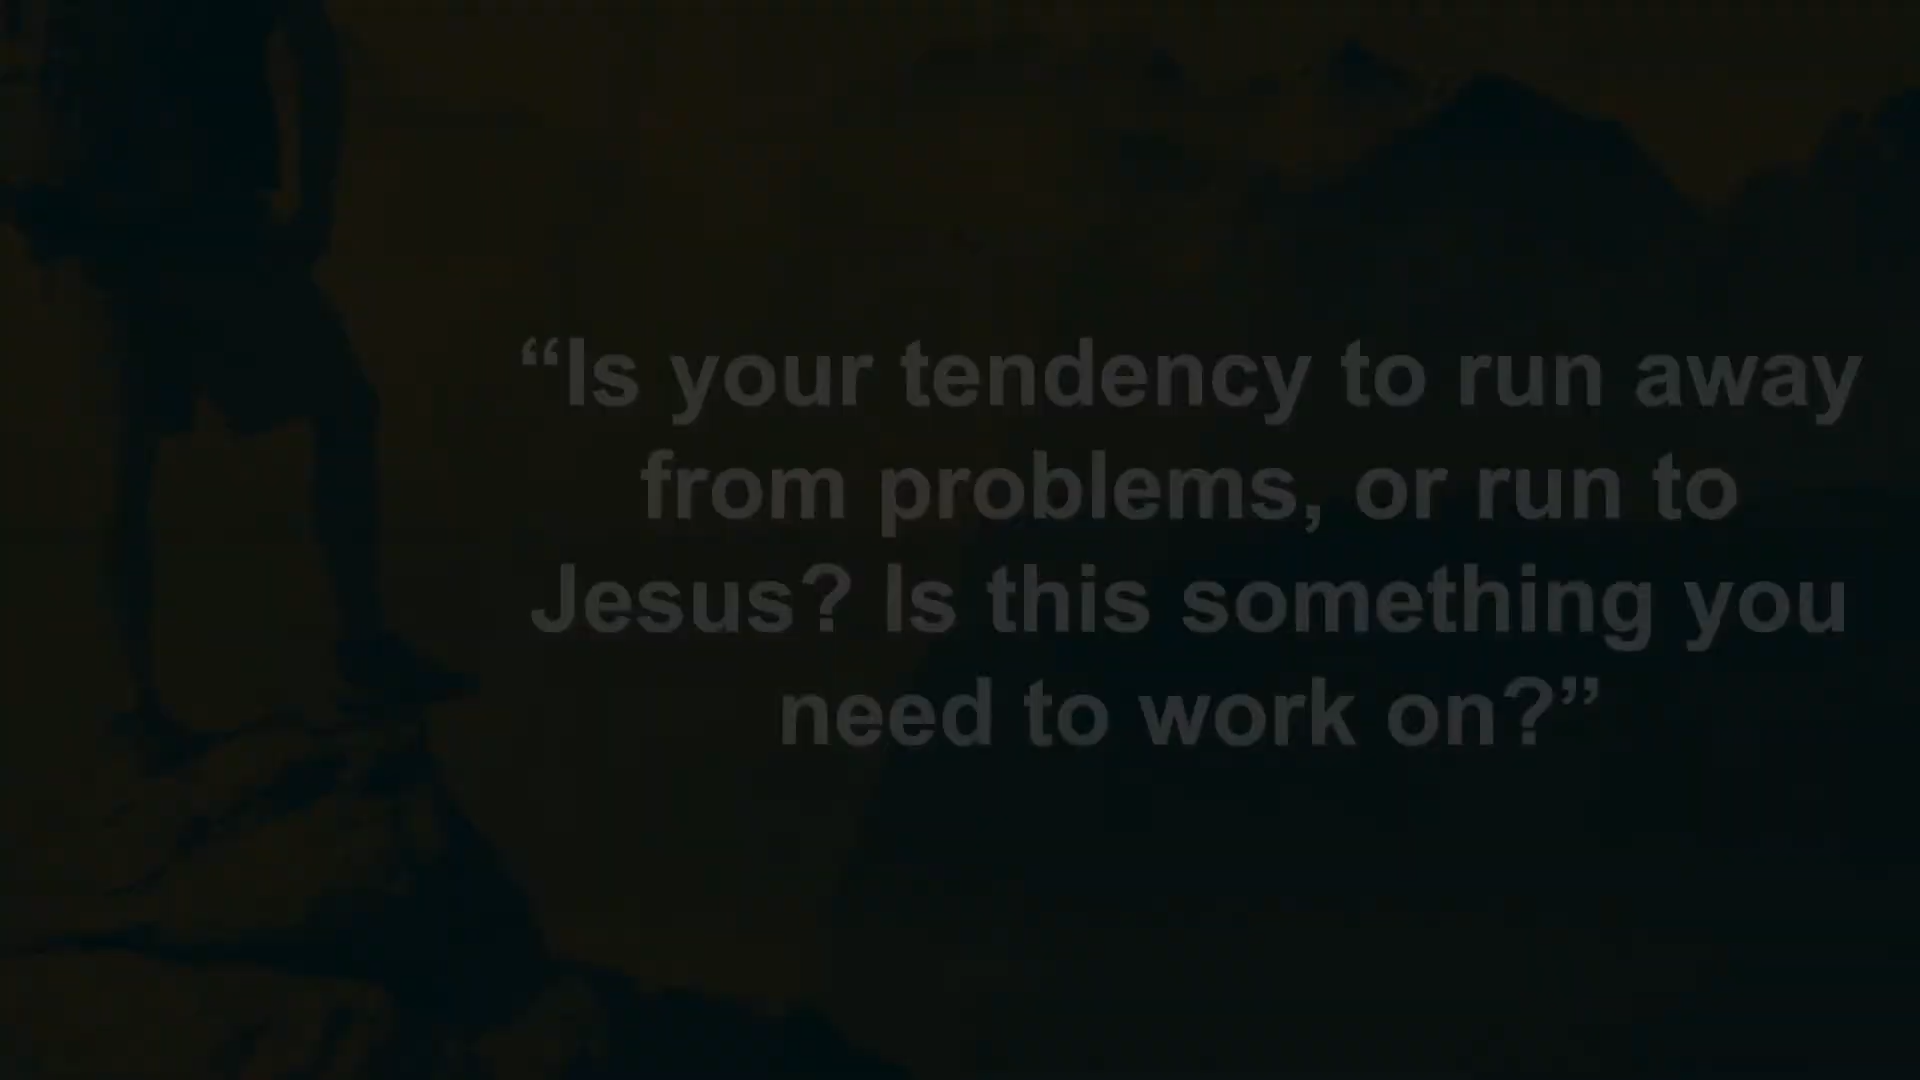 “Is your tendency to run away
from problems, or run to
Jesus? Is this something you
need to work on?”